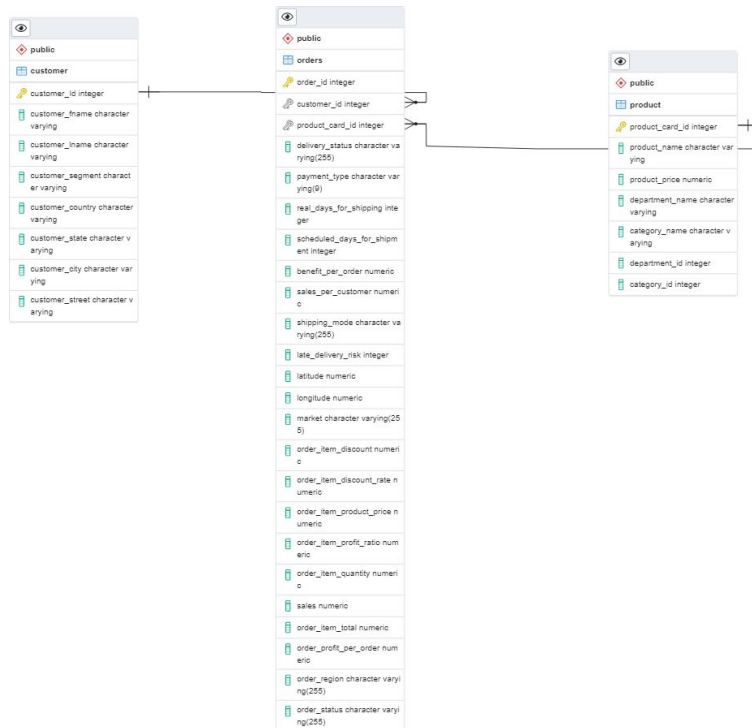 public
customer
customer_id integer
customer_fname character
varying
customer_lname character
varying
customer_segment charact
er varying
customer_country character
varying
customer_state character v
arying
customer_city character var
ying
customer_street character v
arying
public
orders
order_id integer
customer_id integer
product_card_id integer
delivery_status character va
rying(255)
payment_type character var
ying(9)
real_days_for_shipping inte
ger
scheduled_days_for_shipm
ent integer
benefit_per_order numeric
sales_per_customer numeri
c
shipping_mode character va
rying(255)
late_delivery_risk integer
latitude numeric
longitude numeric
market character varying(25
5)
order_item_discount numeri
c
order_item_discount_rate n
umeric
order_item_product_price n
umeric
order_item_profit_ratio num
eric
order_item_quantity numeri
c
sales numeric
order_item_total numeric
order_profit_per_order num
eric
order_region character varyi
ng(255)
order_status character varyi
ng(255)
public
product
product_card_id integer
product_name character var
ying
product_price numeric
department_name character
varying
category_name character v
arying
department_id integer
category_id integer